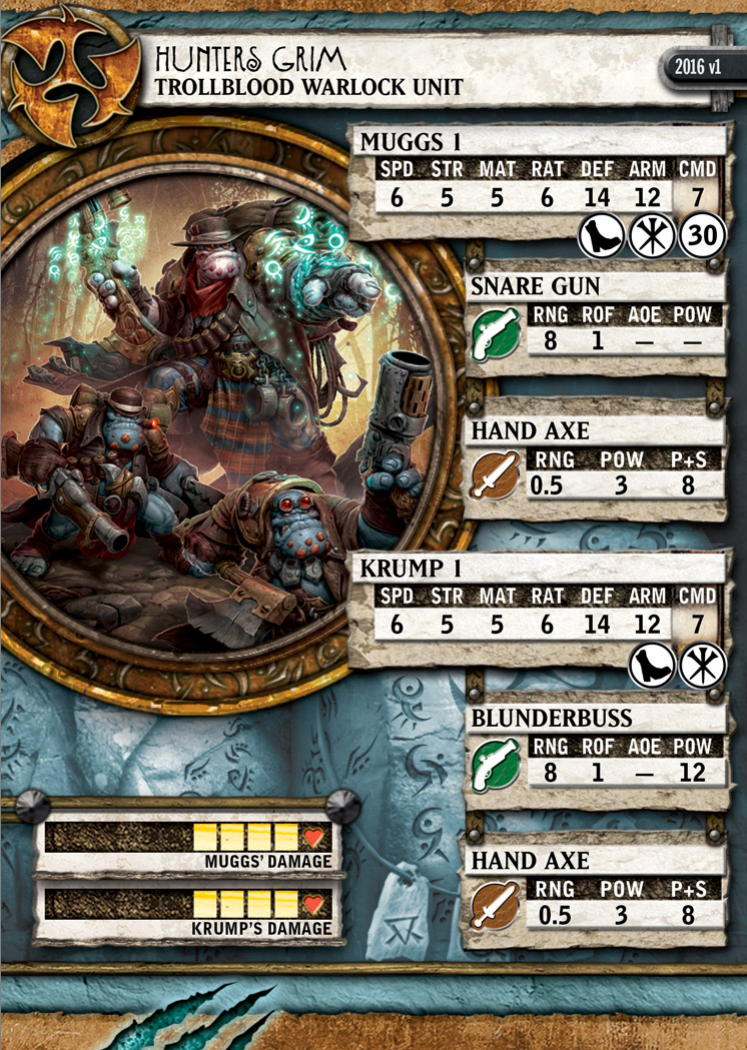 HUNTERS GRIM
TROLLBLOOD WARLOCK UNIT
2016 v1
MUGGS 1
SPD STR MAT RAT DEF ARM CMD
6 5 5 6 14 12 7
30
SNARE GUN
RNG ROF AOE POW
8 1 — —
HAND AXE
RNG POW P+S
0.5 3 8
KRUMP 1
SPD STR MAT RAT DEF ARM CMD
6 5 5 6 14 12 7
BLUNDERBUSS
RNG ROF AOE POW
8 1 — 12
HAND AXE
RNG POW P+S
0.5 3 8
MUGGS' DAMAGE
KRUMP'S DAMAGE